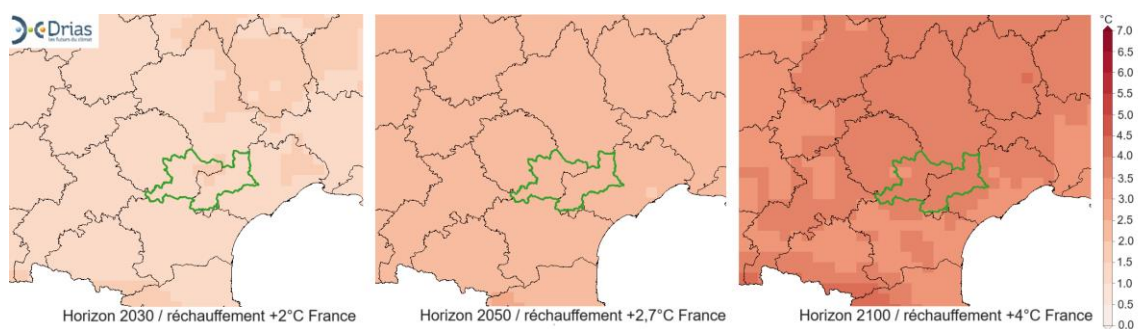 Drias
les futurs du climat
°C
7.0
6.5
6.0
5.5
5.0
4.5
4.0
3.5
3.0
2.5
2.0
1.5
1.0
0.5
0.0
Horizon 2030 / réchauffement +2°C France
Horizon 2050 / réchauffement +2,7°C France
Horizon 2100 / réchauffement +4°C France